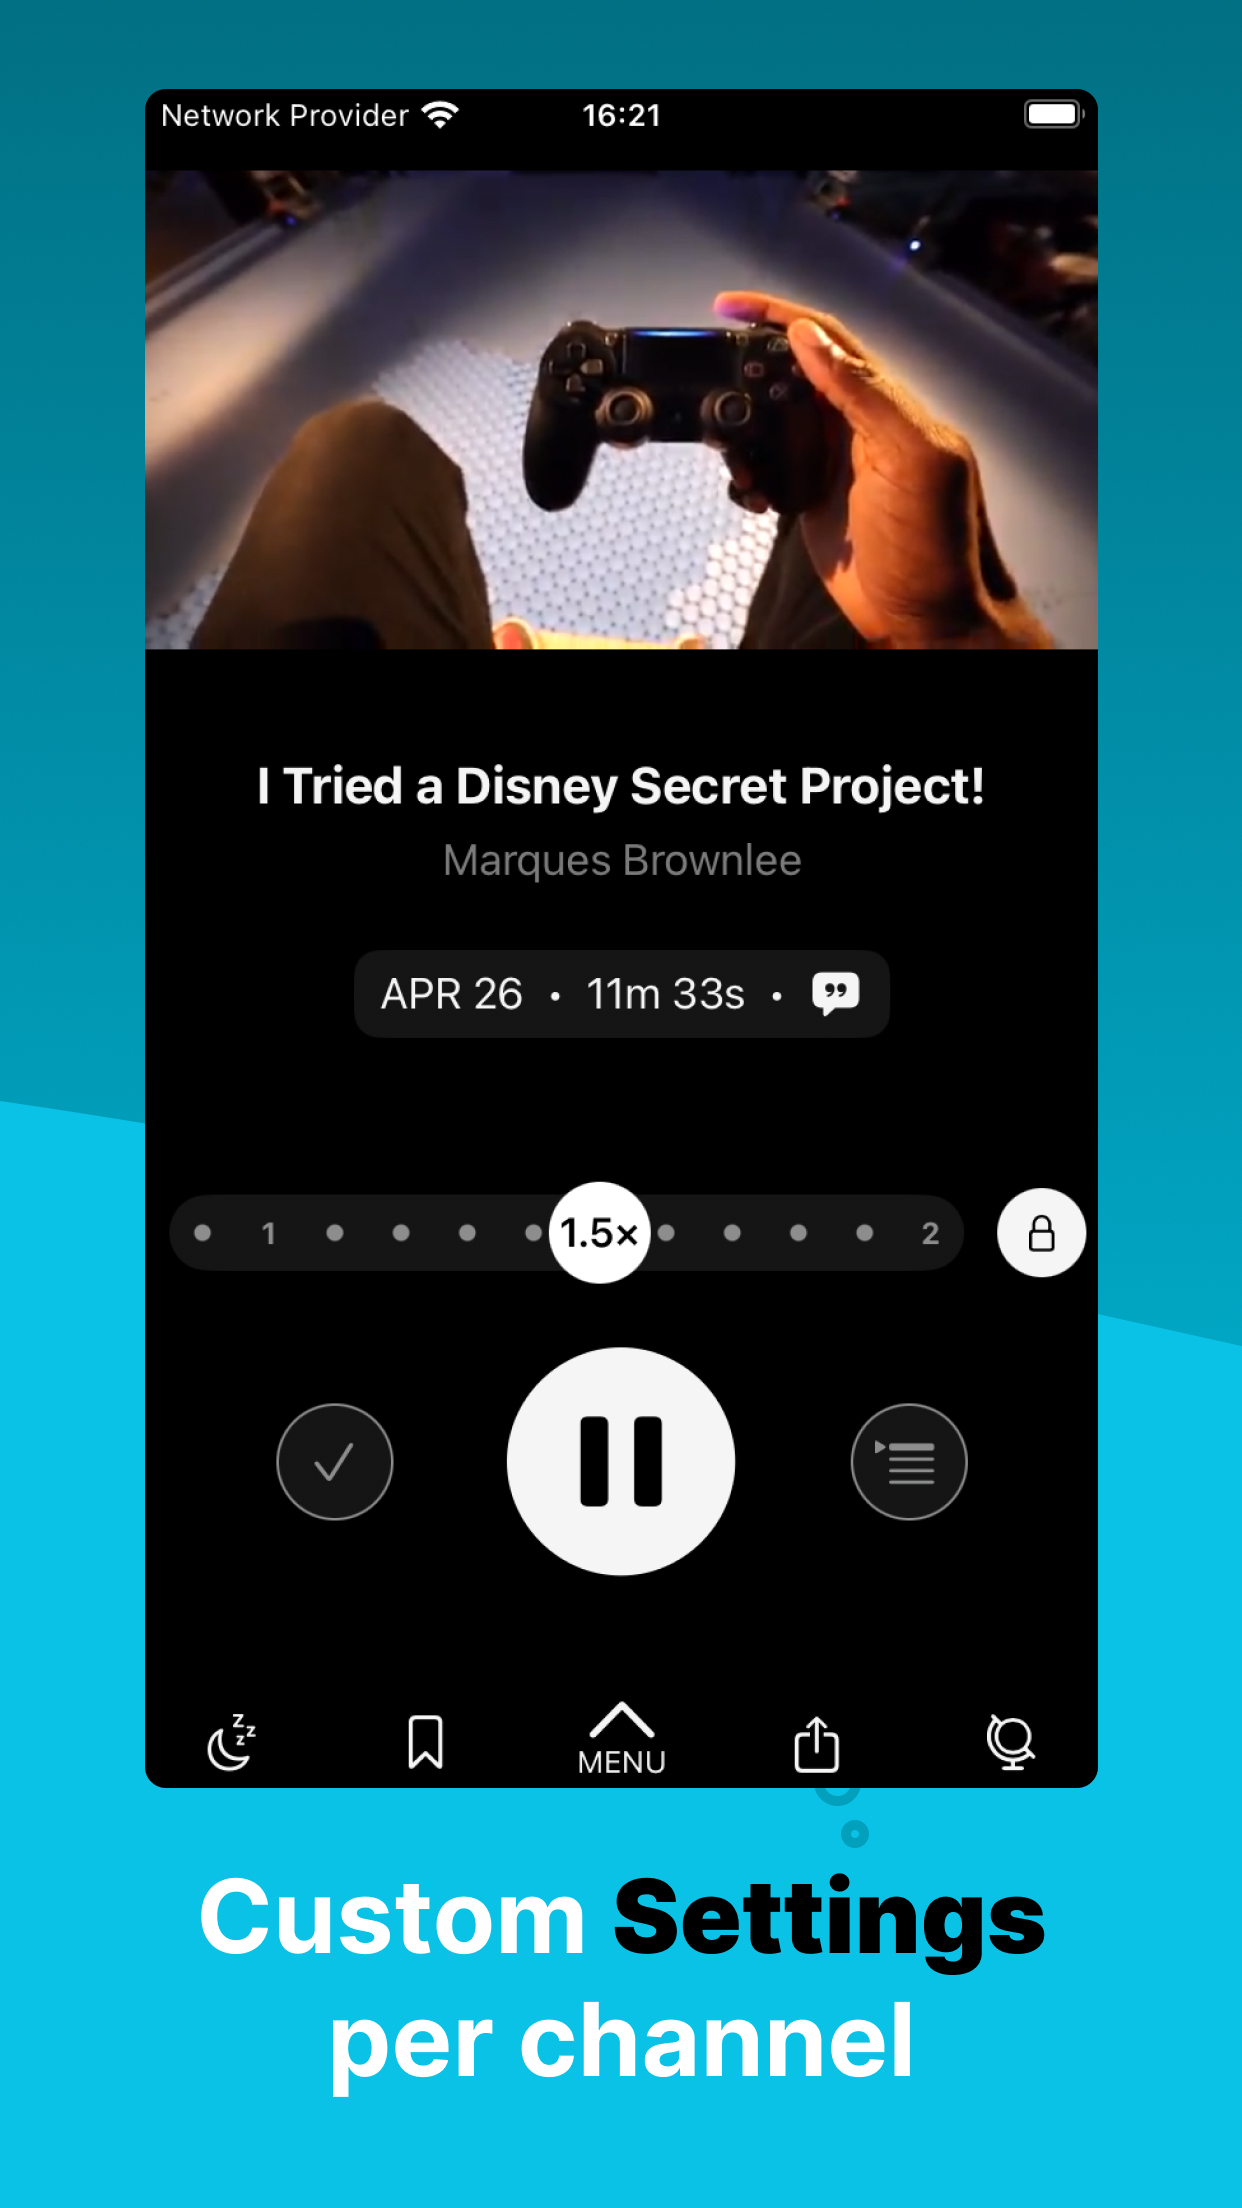 Network Provider 16:21
I Tried a Disney Secret Project!
Marques Brownlee
APR 26 • 11m 33s •
1 1.5× 2
z z z
MENU
Custom Settings
per channel